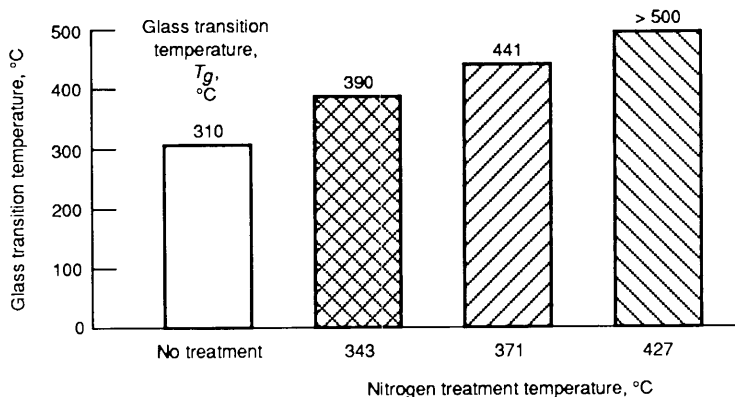 Glass transition
temperature,
Tg,
°C
> 500
441
390
310
Glass transition temperature, °C
500
400
300
200
100
0
No treatment
343
371
427
Nitrogen treatment temperature, °C